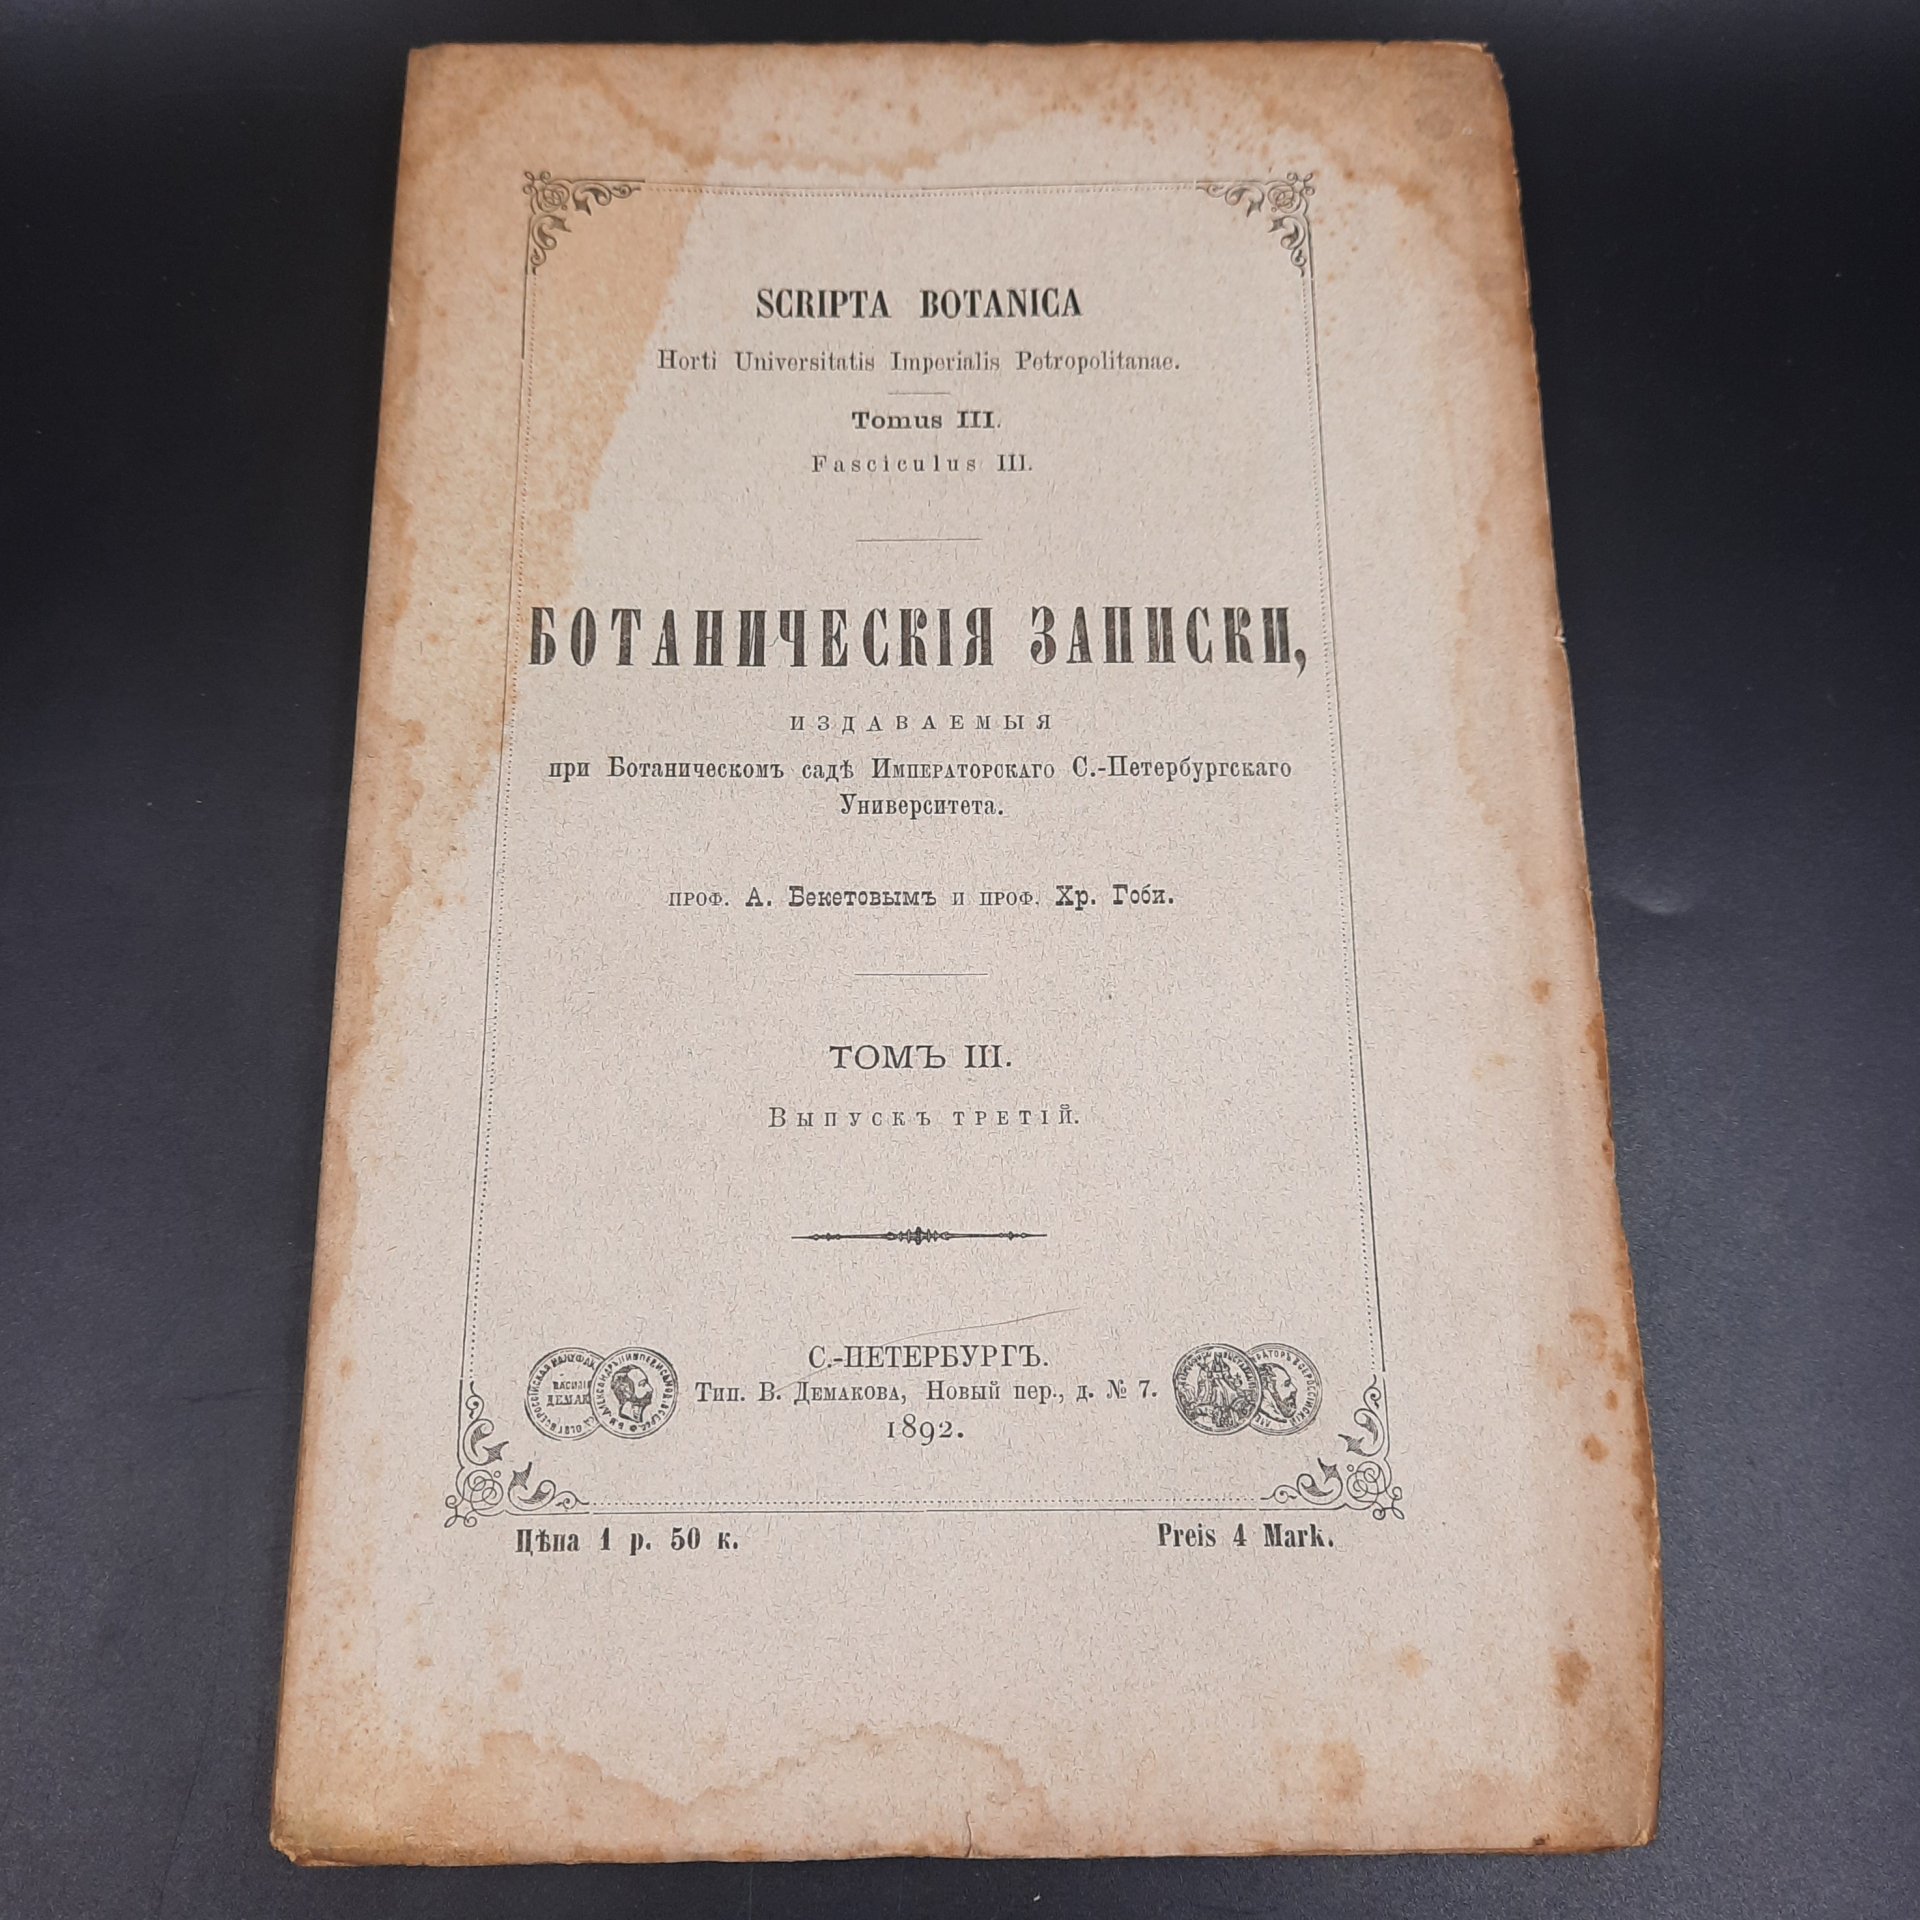 SCRIPTA BOTANICA
Horti Universitatis Imperialis Petropolitanae.
Tomus III.
Fasciculus III.
БОТАНИЧЕСКІЯ ЗАПИСКИ,
ИЗДАВАЕМЫЯ
при Ботаническомъ садѣ Императорскаго С.-Петербургскаго
Университета.
проф. А. Бекетовымъ и проф. Хр. Гоби.
ТОМЪ III.
Выпускъ третій.
С.-ПЕТЕРБУРГЪ.
Тип. В. Демакова, Новый пер., д. № 7.
1892.
Цѣна 1 р. 50 к.
Preis 4 Mark.